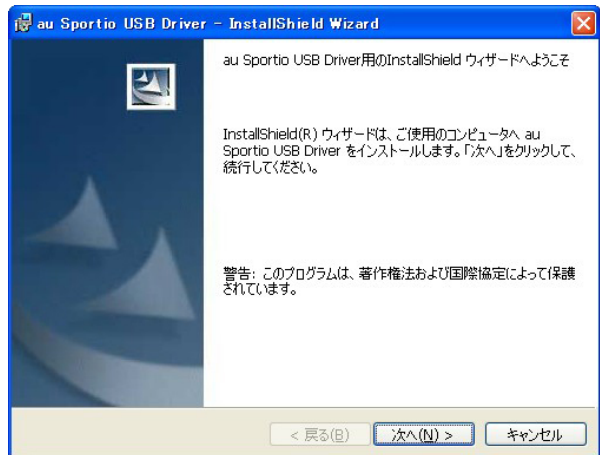 au Sportio USB Driver - InstallShield Wizard
au Sportio USB Driver用のInstallShield ウィザードへようこそ
InstallShield(R) ウィザードは、ご使用のコンピュータへ au
Sportio USB Driver をインストールします。「次へ」をクリックして、
続行してください。
警告: このプログラムは、著作権法および国際協定によって保護
されています。
< 戻る(B)
次へ(N) >
キャンセル